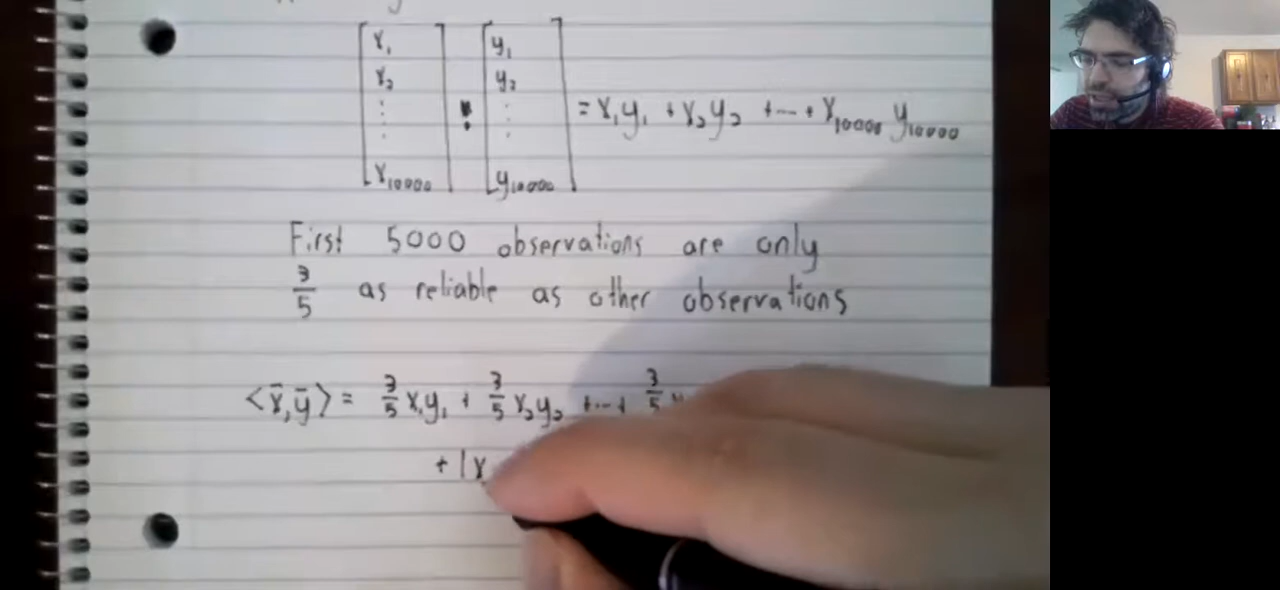 x₁ y₁
x₂ y₂
⋮ · ⋮ = x₁y₁ + x₂y₂ + ... + x₁₀₀₀₀ y₁₀₀₀₀
x₁₀₀₀₀ y₁₀₀₀₀
First 5000 observations are only
3/5 as reliable as other observations
<x̄,ȳ> = 3/5 x₁y₁ + 3/5 x₂y₂ + ... + 3/5
+ 1x